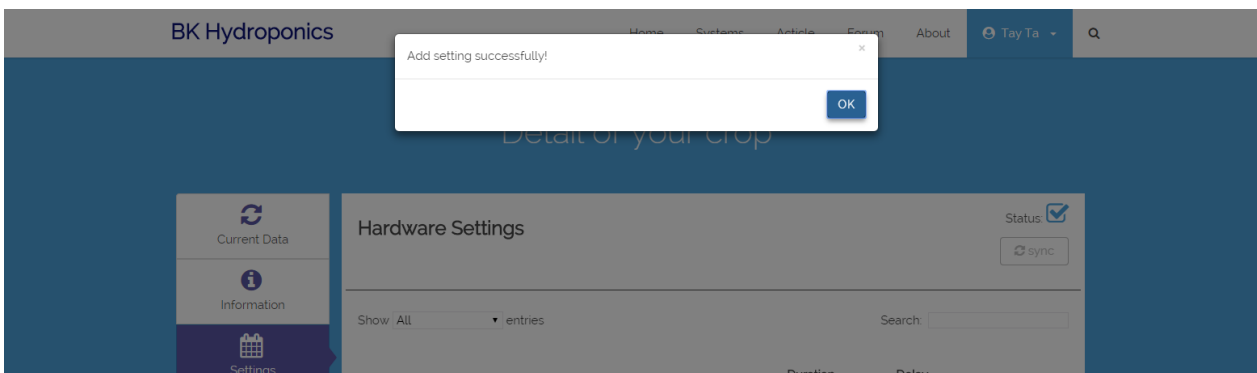 BK Hydroponics
Home Systems Article Forum About Tay Ta
Add setting successfully!
×
OK
Detail of your crop
Current Data
Information
Settings
Hardware Settings
Status:
sync
Show All entries
Search:
Duration Delay